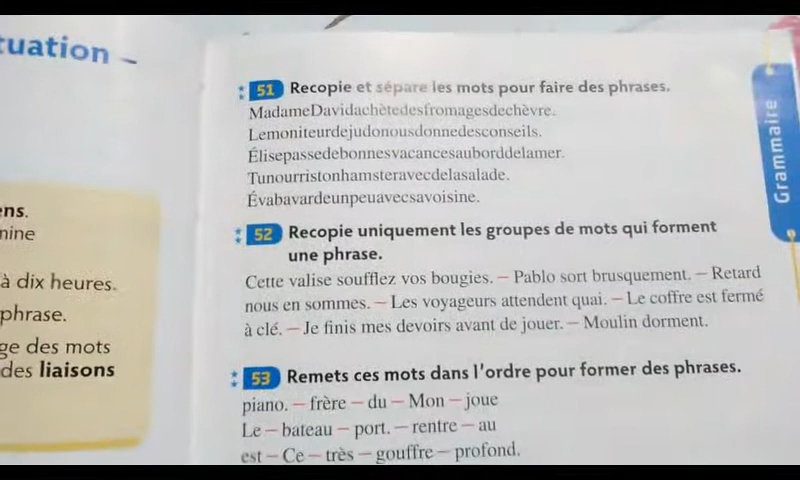 tuation –
ens.
nine
à dix heures.
phrase.
ge des mots
des liaisons
51 Recopie et sépare les mots pour faire des phrases.
MadameDavidachètedesfromagesdechèvre.
Lemoniteurdejudonousdonnedesconseils.
Élisepassedebonnesvacancesauborddelamer.
Tunourristonhamsteravecdelasalade.
Évabavardeunpeuavecsavoisine.
52 Recopie uniquement les groupes de mots qui forment
une phrase.
Cette valise soufflez vos bougies. – Pablo sort brusquement. – Retard
nous en sommes. – Les voyageurs attendent quai. – Le coffre est fermé
à clé. – Je finis mes devoirs avant de jouer. – Moulin dorment.
53 Remets ces mots dans l'ordre pour former des phrases.
piano. – frère – du – Mon – joue
Le – bateau – port. – rentre – au
est – Ce – très – gouffre – profond.
Grammaire